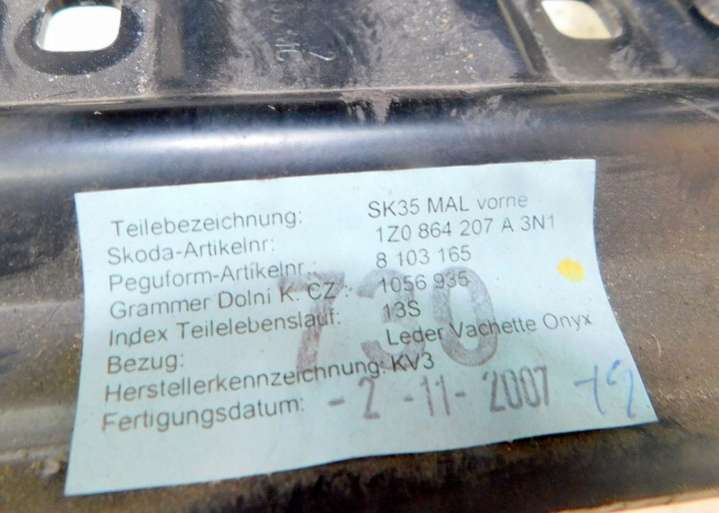 Teilebezeichnung: SK35 MAL vorne
Skoda-Artikelnr: 1Z0 864 207 A 3N1
Peguform-Artikelnr.: 8 103 165
Grammer Dolni K. CZ : 1056 935
Index Teilelebenslauf: 13S
Bezug: Leder Vachette Onyx
Herstellerkennzeichnung: KV3
Fertigungsdatum: - 2 -11- 2007
730